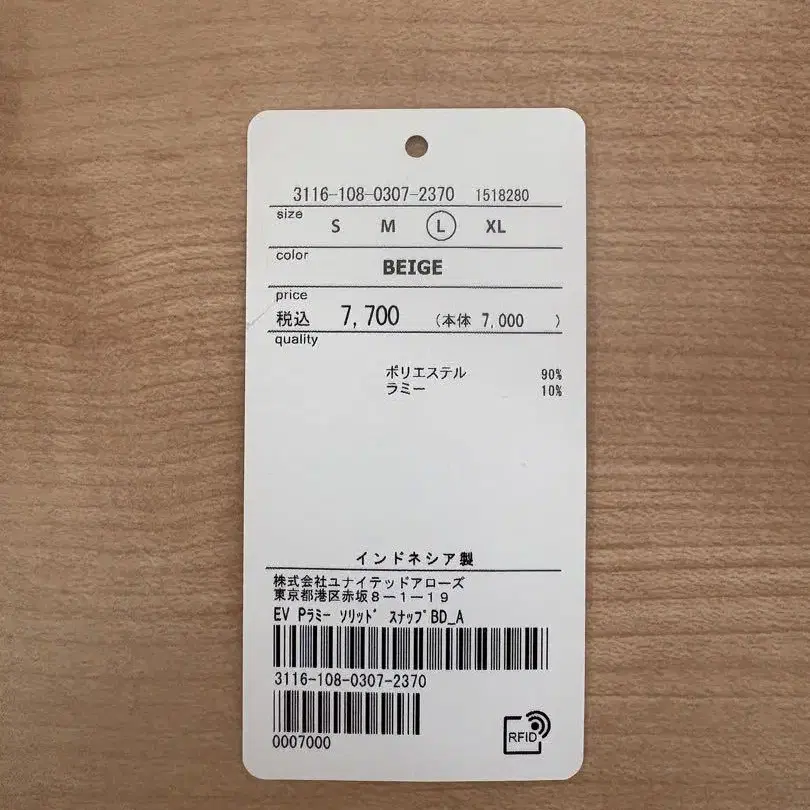 3116-108-0307-2370 1518280
size
S M L XL
color
BEIGE
price
税込 7,700 (本体 7,000 )
quality
ポリエステル 90%
ラミー 10%
インドネシア製
株式会社ユナイテッドアローズ
東京都港区赤坂8-1-19
EV Pﾗﾐｰ ｿﾘｯﾄﾞ ｽﾅｯﾌﾟBD_A
3116-108-0307-2370
0007000
RFID